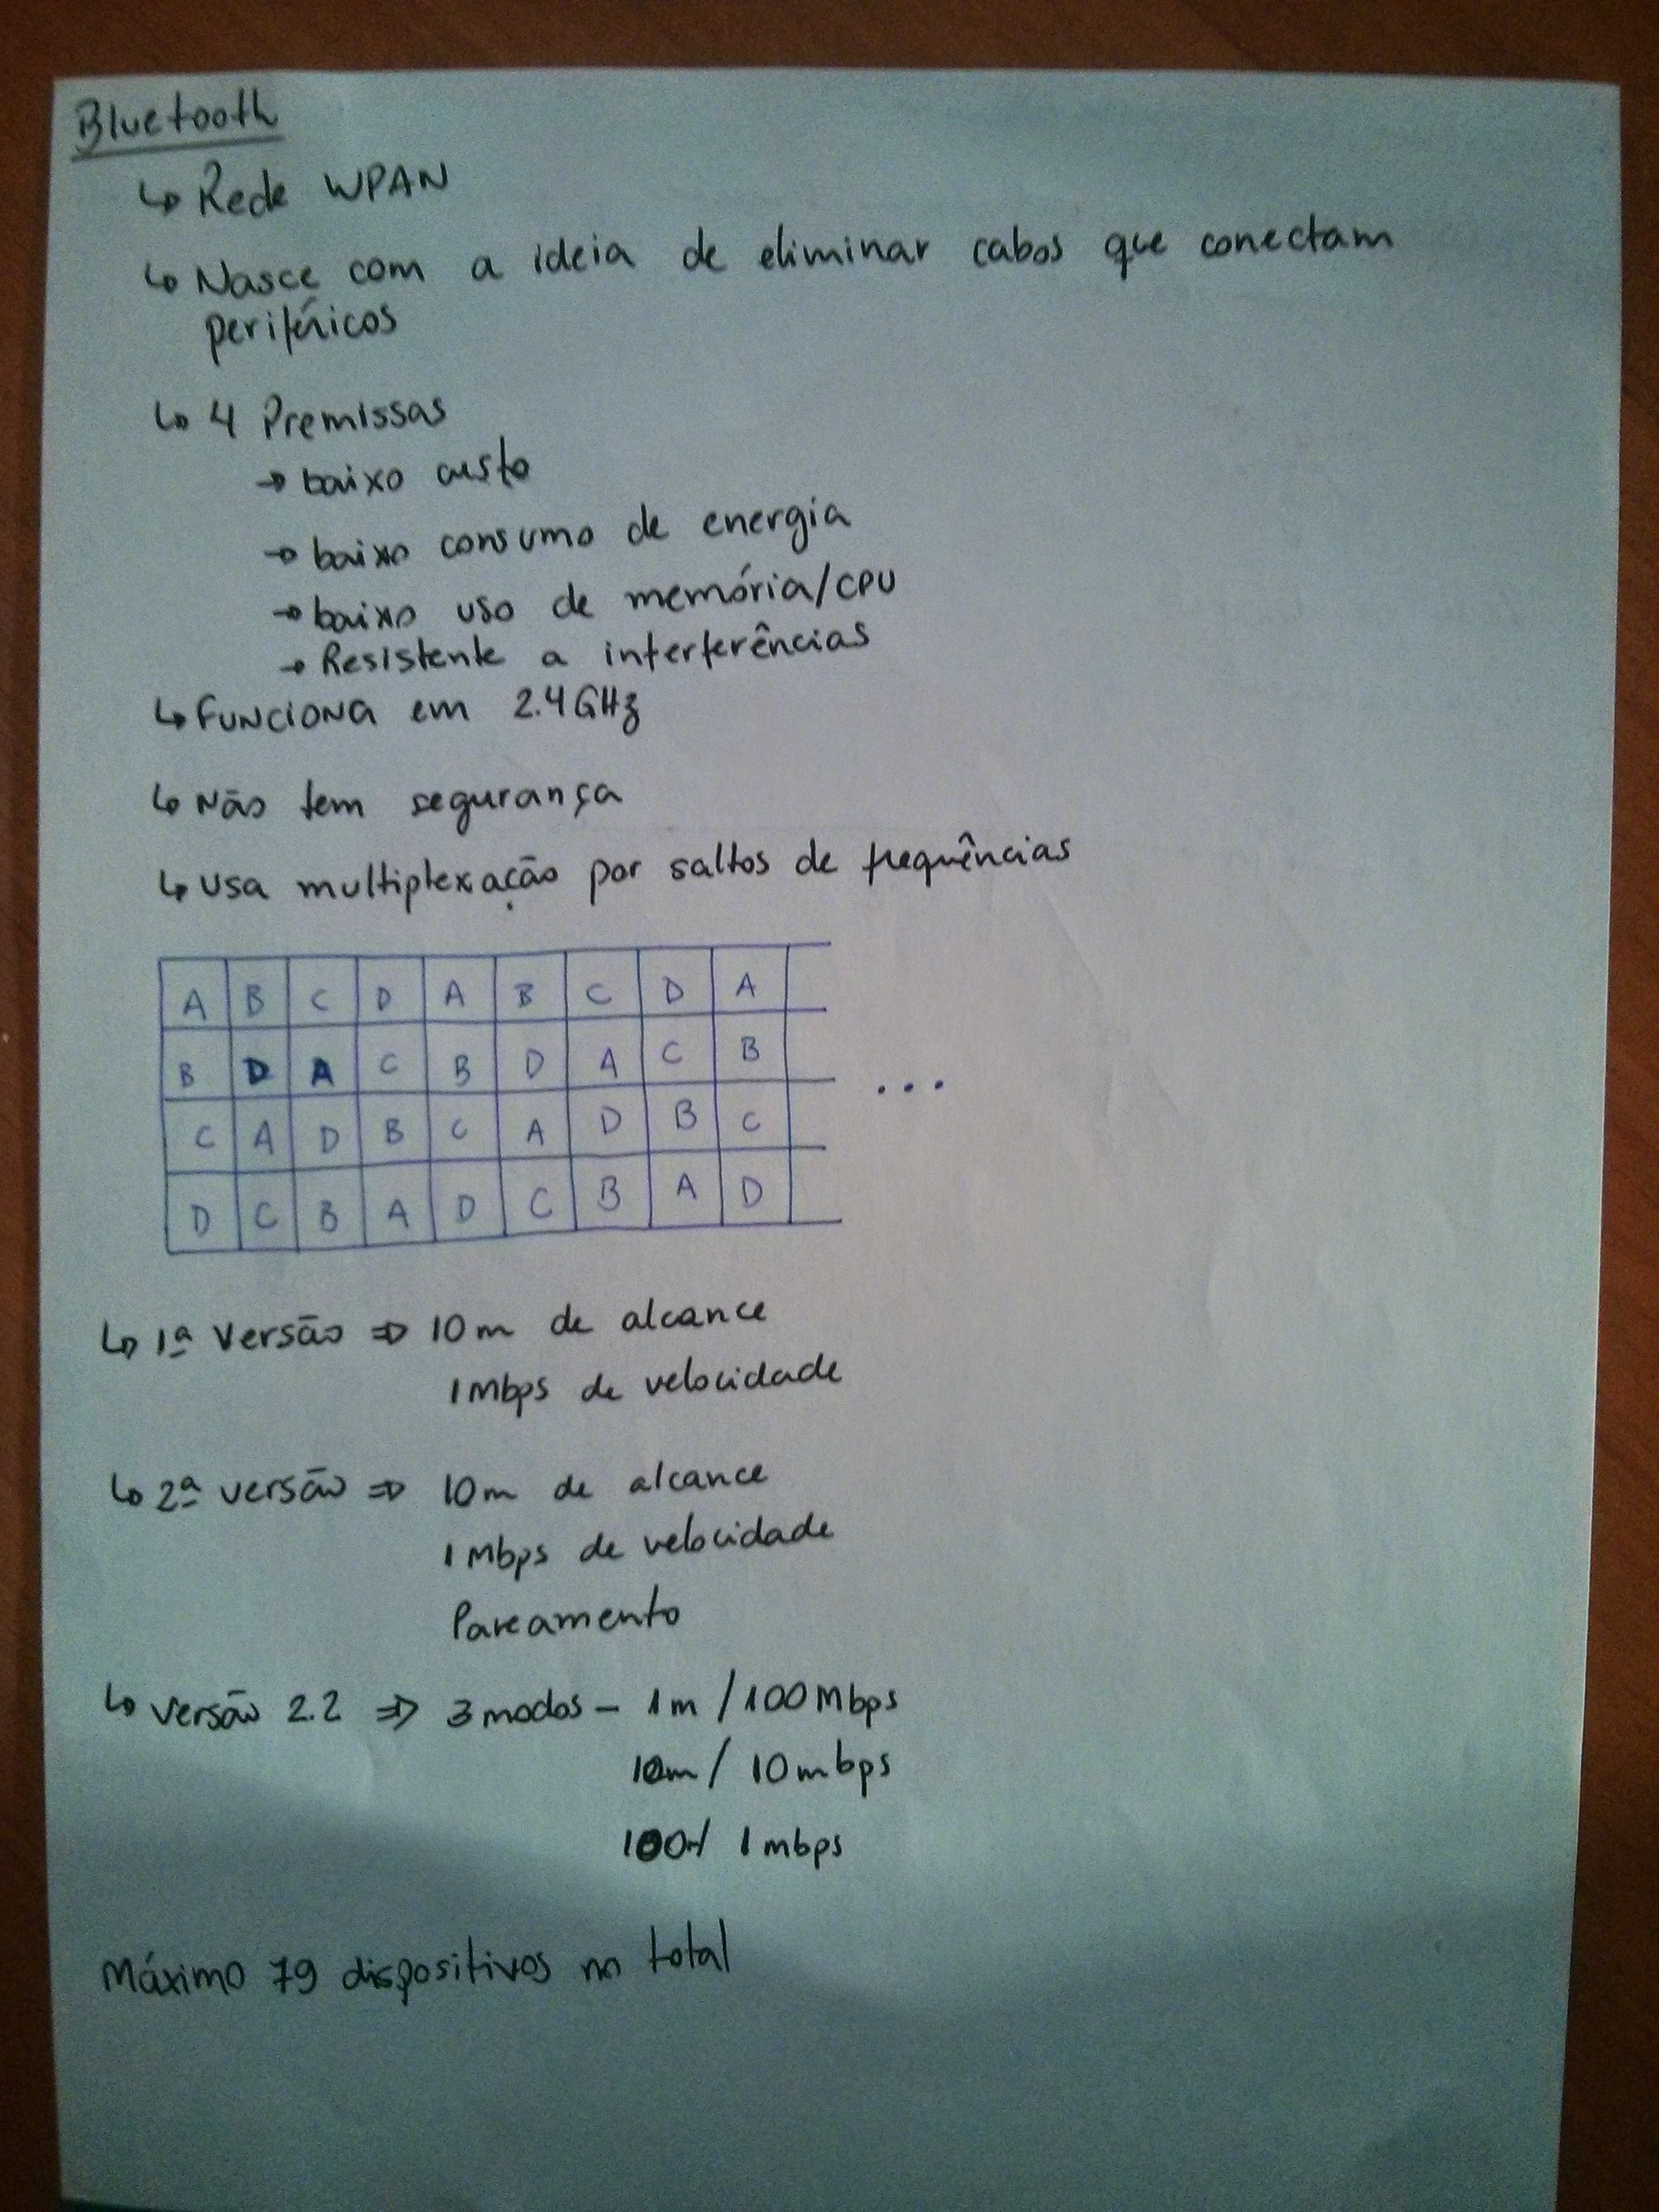 Bluetooth
↳ Rede WPAN
↳ Nasce com a ideia de eliminar cabos que conectam
periféricos
↳ 4 Premissas
→ baixo custo
→ baixo consumo de energia
→ baixo uso de memória/CPU
→ Resistente a interferências
↳ Funciona em 2.4GHz
↳ Não tem segurança
↳ Usa multiplexação por saltos de frequências
A B C D A B C D A
B D A C B D A C B ...
C A D B C A D B C
D C B A D C B A D
↳ 1ª Versão ⇒ 10m de alcance
1Mbps de velocidade
↳ 2ª versão ⇒ 10m de alcance
1Mbps de velocidade
Pareamento
↳ Versão 2.2 ⇒ 3 modos - 1m / 100Mbps
10m / 10mbps
100m/ 1mbps
Máximo 79 dispositivos no total